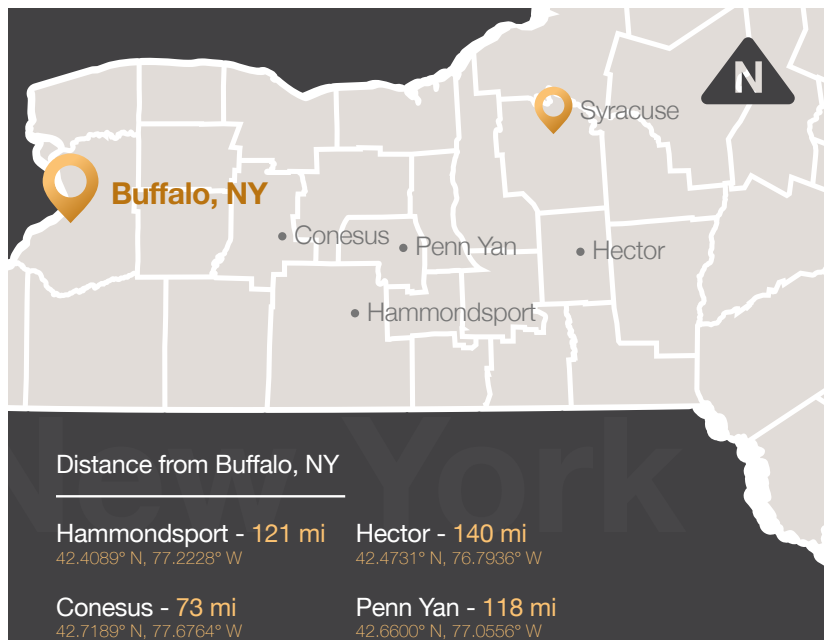 N
Syracuse
Buffalo, NY
Conesus
Penn Yan
Hector
Hammondsport
New York
Distance from Buffalo, NY
Hammondsport - 121 mi
42.4089° N, 77.2228° W
Hector - 140 mi
42.4731° N, 76.7936° W
Conesus - 73 mi
42.7189° N, 77.6764° W
Penn Yan - 118 mi
42.6600° N, 77.0556° W